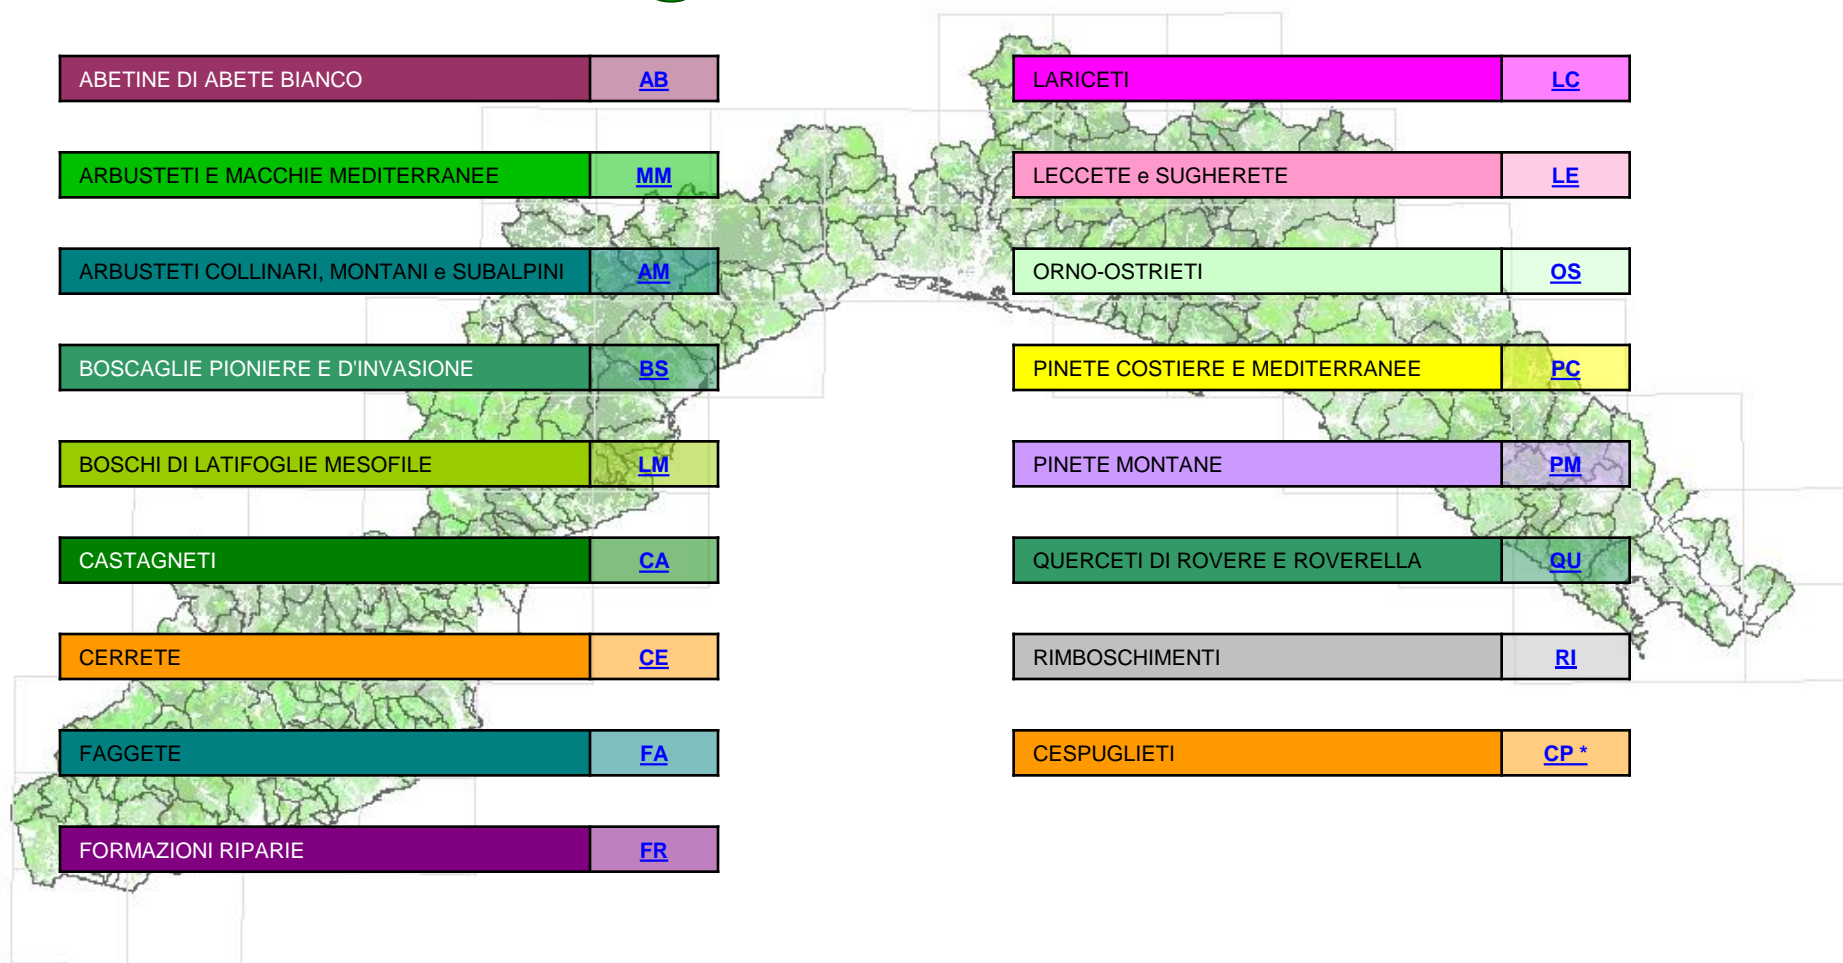 ABETINE DI ABETE BIANCO AB
ARBUSTETI E MACCHIE MEDITERRANEE MM
ARBUSTETI COLLINARI, MONTANI e SUBALPINI AM
BOSCAGLIE PIONIERE E D'INVASIONE BS
BOSCHI DI LATIFOGLIE MESOFILE LM
CASTAGNETI CA
CERRETE CE
FAGGETE FA
FORMAZIONI RIPARIE FR
LARICETI LC
LECCETE e SUGHERETE LE
ORNO-OSTRIETI OS
PINETE COSTIERE E MEDITERRANEE PC
PINETE MONTANE PM
QUERCETI DI ROVERE E ROVERELLA QU
RIMBOSCHIMENTI RI
CESPUGLIETI CP *